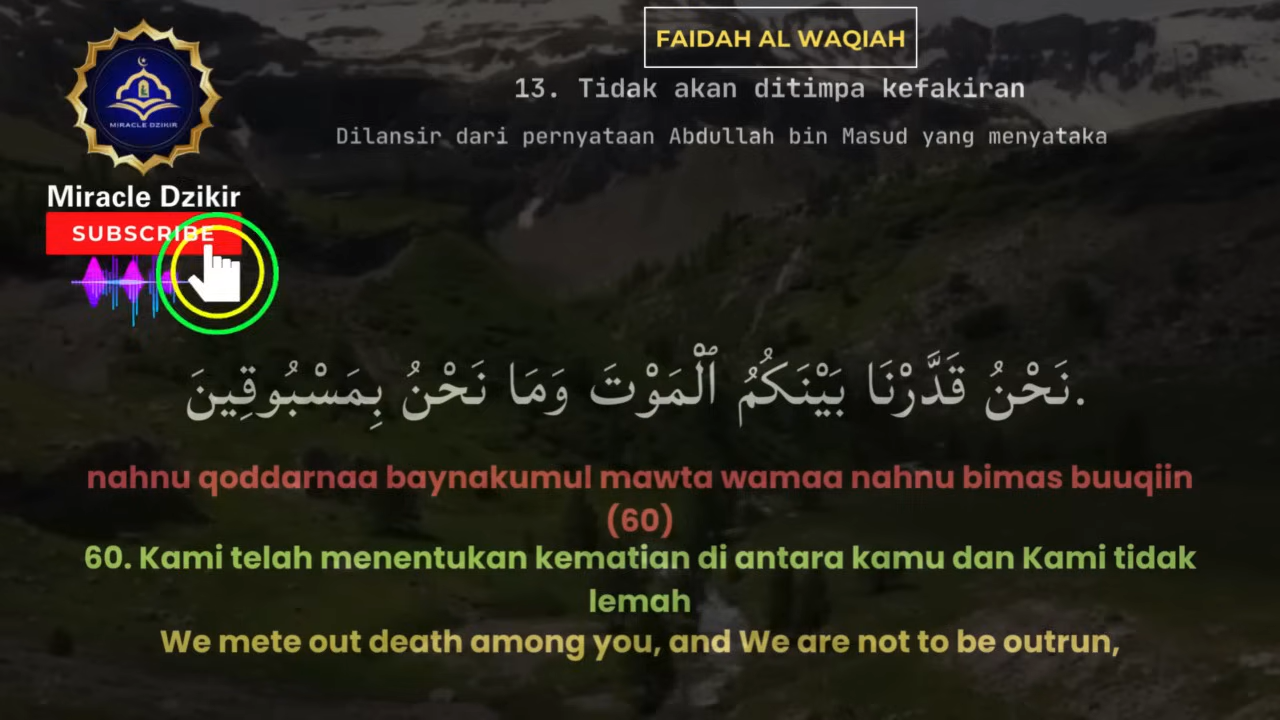 FAIDAH AL WAQIAH
13. Tidak akan ditimpa kefakiran
Dilansir dari pernyataan Abdullah bin Masud yang menyataka
MIRACLE DZIKIR
Miracle Dzikir
SUBSCRIBE
نَحْنُ قَدَّرْنَا بَيْنَكُمُ ٱلْمَوْتَ وَمَا نَحْنُ بِمَسْبُوقِينَ.
nahnu qoddarnaa baynakumul mawta wamaa nahnu bimas buuqiin
(60)
60. Kami telah menentukan kematian di antara kamu dan Kami tidak
lemah
We mete out death among you, and We are not to be outrun,